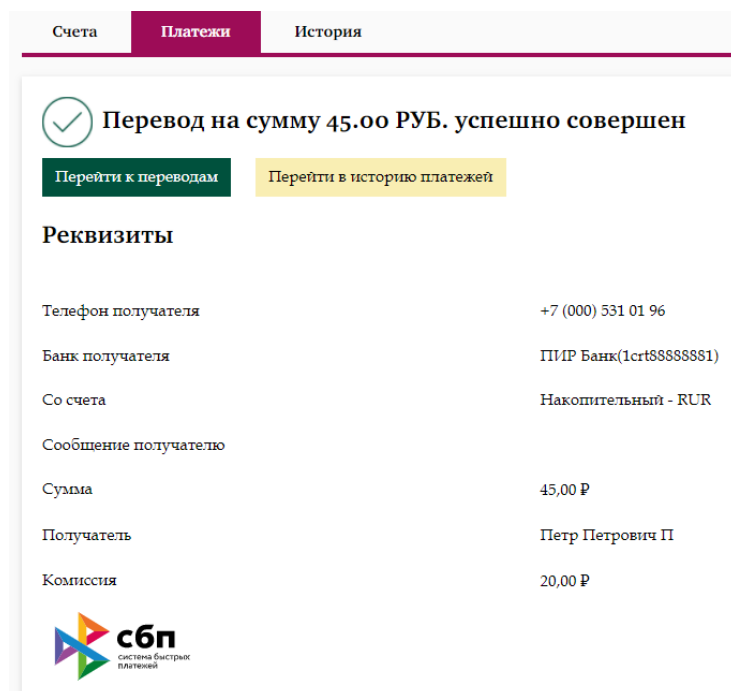 Счета Платежи История
Перевод на сумму 45.00 РУБ. успешно совершен
Перейти к переводам Перейти в историю платежей
Реквизиты
Телефон получателя +7 (000) 531 01 96
Банк получателя ПИР Банк(1crt88888881)
Со счета Накопительный - RUR
Сообщение получателю
Сумма 45,00 ₽
Получатель Петр Петрович П
Комиссия 20,00 ₽
сбп
система быстрых
платежей